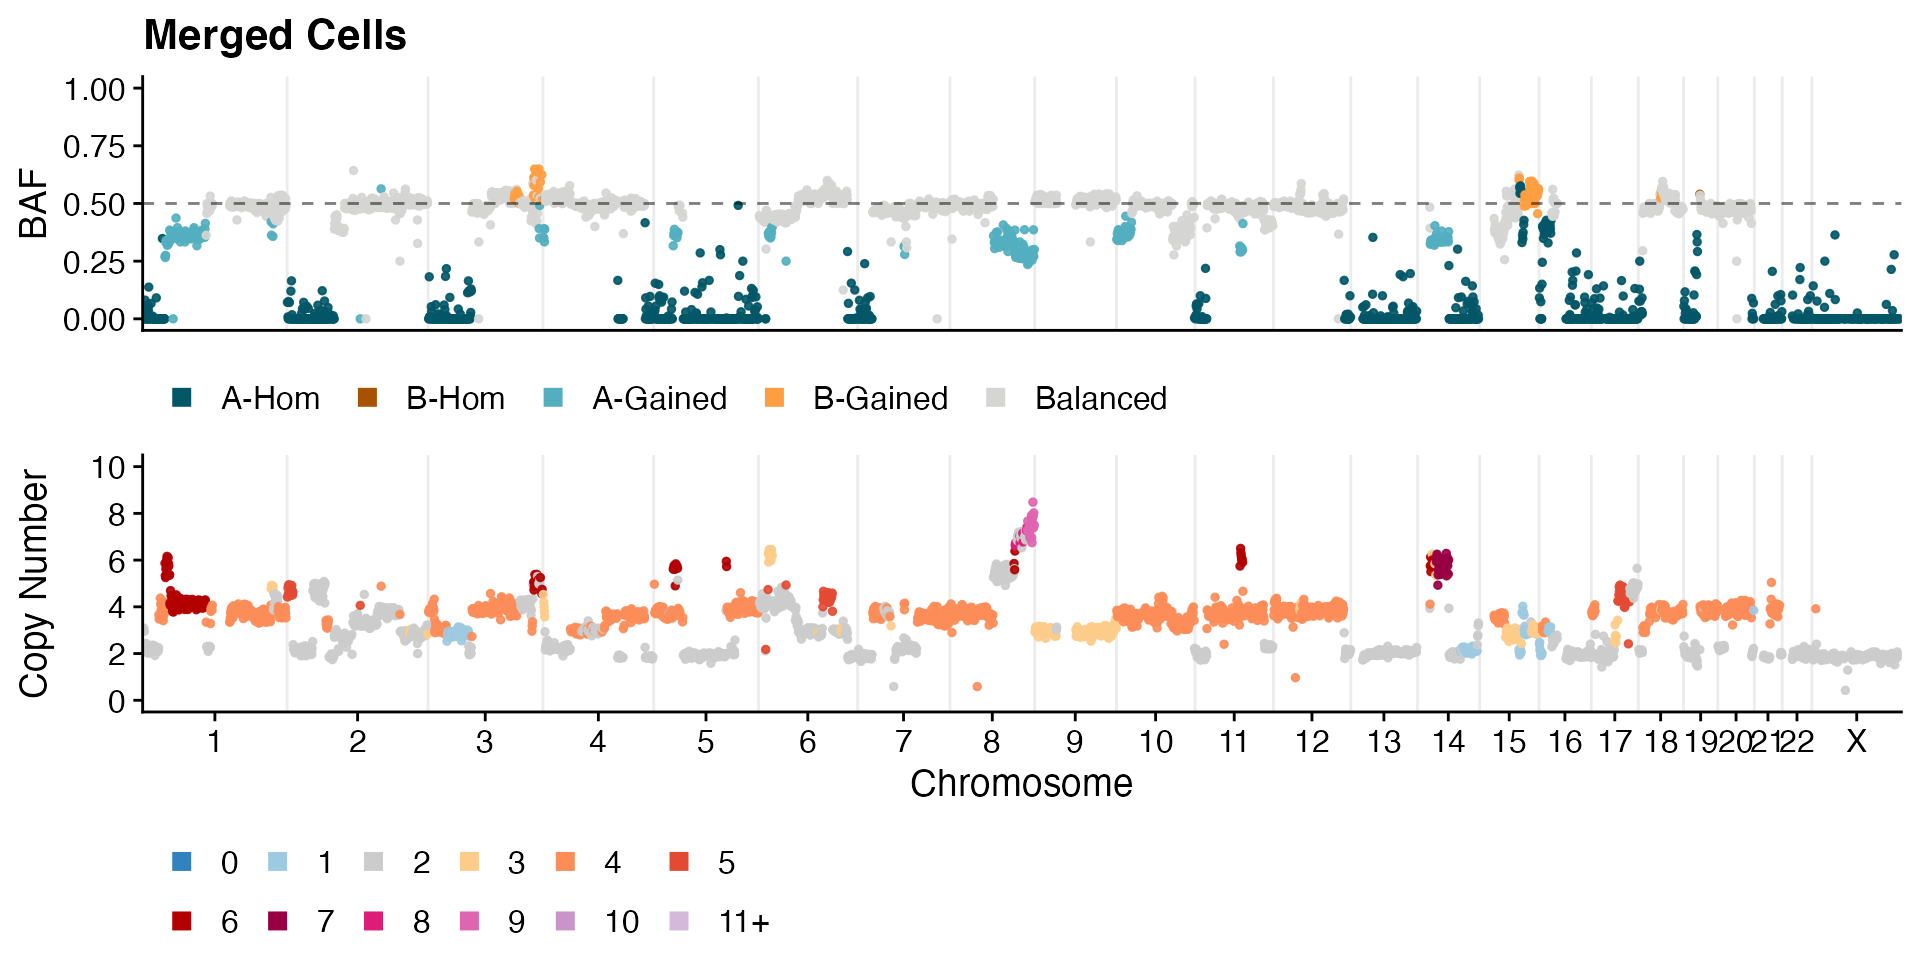 Merged Cells
1.00
0.75
0.50
0.25
0.00
BAF
A-Hom B-Hom A-Gained B-Gained Balanced
10
8
6
4
2
0
Copy Number
1 2 3 4 5 6 7 8 9 10 11 12 13 14 15 16 17 18 19 20 21 22 X
Chromosome
0 1 2 3 4 5
6 7 8 9 10 11+